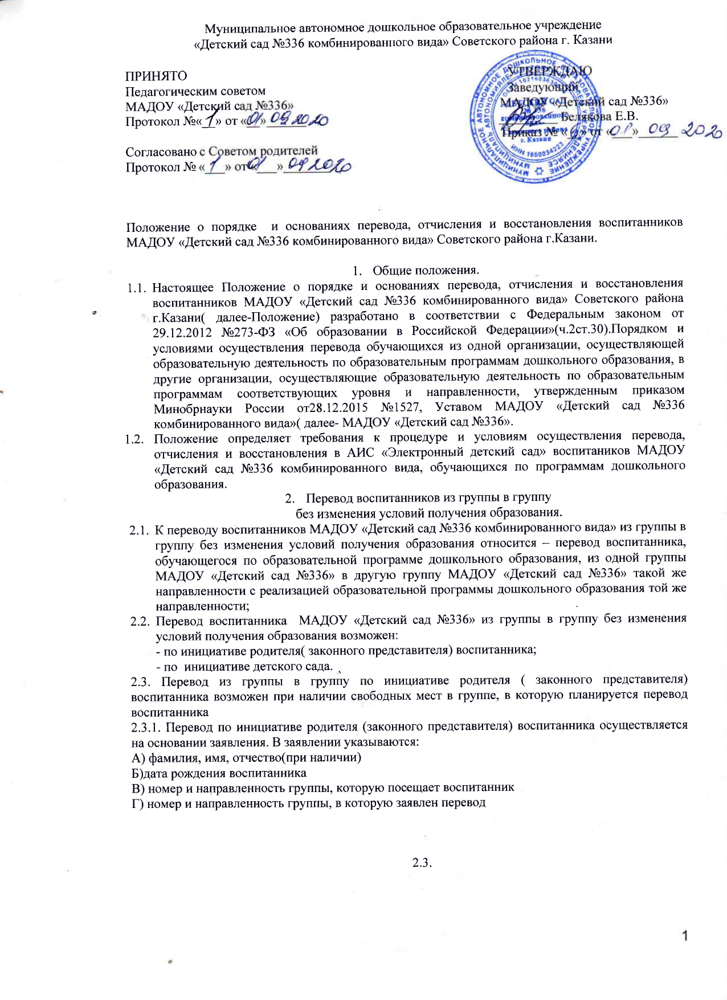 Муниципальное автономное дошкольное образовательное учреждение
«Детский сад №336 комбинированного вида» Советского района г. Казани
ПРИНЯТО
Педагогическим советом
МАДОУ «Детский сад №336»
Протокол №«1» от «01» 09 2020
Согласовано с Советом родителей
Протокол № «1» от «01» 09 2020
УТВЕРЖДАЮ
Заведующий
МАДОУ «Детский сад №336»
Белякова Е.В.
Приказ № « » от «01» 09 2020
г. Казани
ИНН 1660034223
Положение о порядке и основаниях перевода, отчисления и восстановления воспитанников
МАДОУ «Детский сад №336 комбинированного вида» Советского района г.Казани.
1. Общие положения.
1.1. Настоящее Положение о порядке и основаниях перевода, отчисления и восстановления
воспитанников МАДОУ «Детский сад №336 комбинированного вида» Советского района
г.Казани( далее-Положение) разработано в соответствии с Федеральным законом от
29.12.2012 №273-ФЗ «Об образовании в Российской Федерации»(ч.2ст.30).Порядком и
условиями осуществления перевода обучающихся из одной организации, осуществляющей
образовательную деятельность по образовательным программам дошкольного образования, в
другие организации, осуществляющие образовательную деятельность по образовательным
программам соответствующих уровня и направленности, утвержденным приказом
Минобрнауки России от28.12.2015 №1527, Уставом МАДОУ «Детский сад №336
комбинированного вида»( далее- МАДОУ «Детский сад №336».
1.2. Положение определяет требования к процедуре и условиям осуществления перевода,
отчисления и восстановления в АИС «Электронный детский сад» воспитаников МАДОУ
«Детский сад №336 комбинированного вида, обучающихся по программам дошкольного
образования.
2. Перевод воспитанников из группы в группу
без изменения условий получения образования.
2.1. К переводу воспитанников МАДОУ «Детский сад №336 комбинированного вида» из группы в
группу без изменения условий получения образования относится – перевод воспитанника,
обучающегося по образовательной программе дошкольного образования, из одной группы
МАДОУ «Детский сад №336» в другую группу МАДОУ «Детский сад №336» такой же
направленности с реализацией образовательной программы дошкольного образования той же
направленности;
2.2. Перевод воспитанника МАДОУ «Детский сад №336» из группы в группу без изменения
условий получения образования возможен:
- по инициативе родителя( законного представителя) воспитанника;
- по инициативе детского сада.
2.3. Перевод из группы в группу по инициативе родителя ( законного представителя)
воспитанника возможен при наличии свободных мест в группе, в которую планируется перевод
воспитанника
2.3.1. Перевод по инициативе родителя (законного представителя) воспитанника осуществляется
на основании заявления. В заявлении указываются:
А) фамилия, имя, отчество(при наличии)
Б)дата рождения воспитанника
В) номер и направленность группы, которую посещает воспитанник
Г) номер и направленность группы, в которую заявлен перевод
2.3.
1